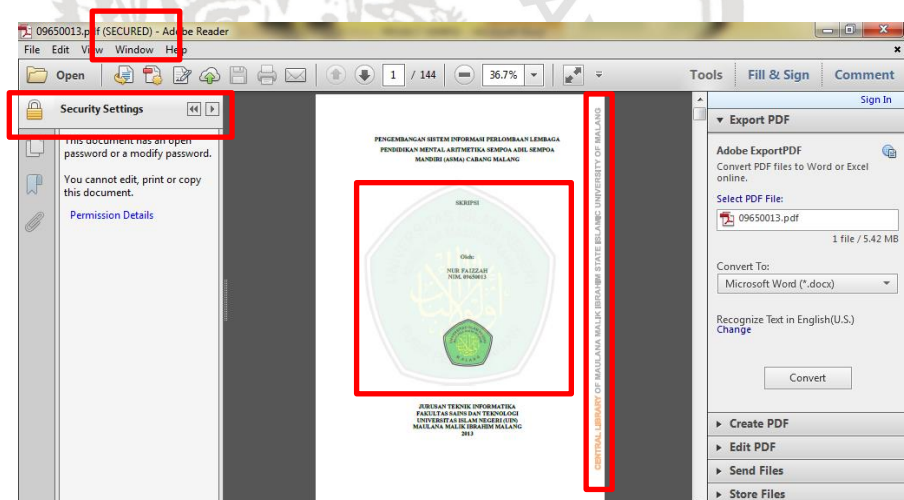 09650013.pdf (SECURED) - Adobe Reader
File Edit View Window Help
Open 1 / 144 36.7% Tools Fill & Sign Comment
Sign In
Security Settings
This document has an open
password or a modify password.
You cannot edit, print or copy
this document.
Permission Details
PENGEMBANGAN SISTEM INFORMASI PERLOMBAAN LEMBAGA
PENDIDIKAN MENTAL ARITMETIKA SEMPOA ADIL SEMPOA
MANDIRI (ASMA) CABANG MALANG
SKRIPSI
Oleh:
NUR FAIZZAH
NIM. 09650013
JURUSAN TEKNIK INFORMATIKA
FAKULTAS SAINS DAN TEKNOLOGI
UNIVERSITAS ISLAM NEGERI (UIN)
MAULANA MALIK IBRAHIM MALANG
2013
CENTRAL LIBRARY OF MAULANA MALIK IBRAHIM STATE ISLAMIC UNIVERSITY OF MALANG
Export PDF
Adobe ExportPDF
Convert PDF files to Word or Excel
online.
Select PDF File:
09650013.pdf
1 file / 5.42 MB
Convert To:
Microsoft Word (*.docx)
Recognize Text in English(U.S.)
Change
Convert
Create PDF
Edit PDF
Send Files
Store Files